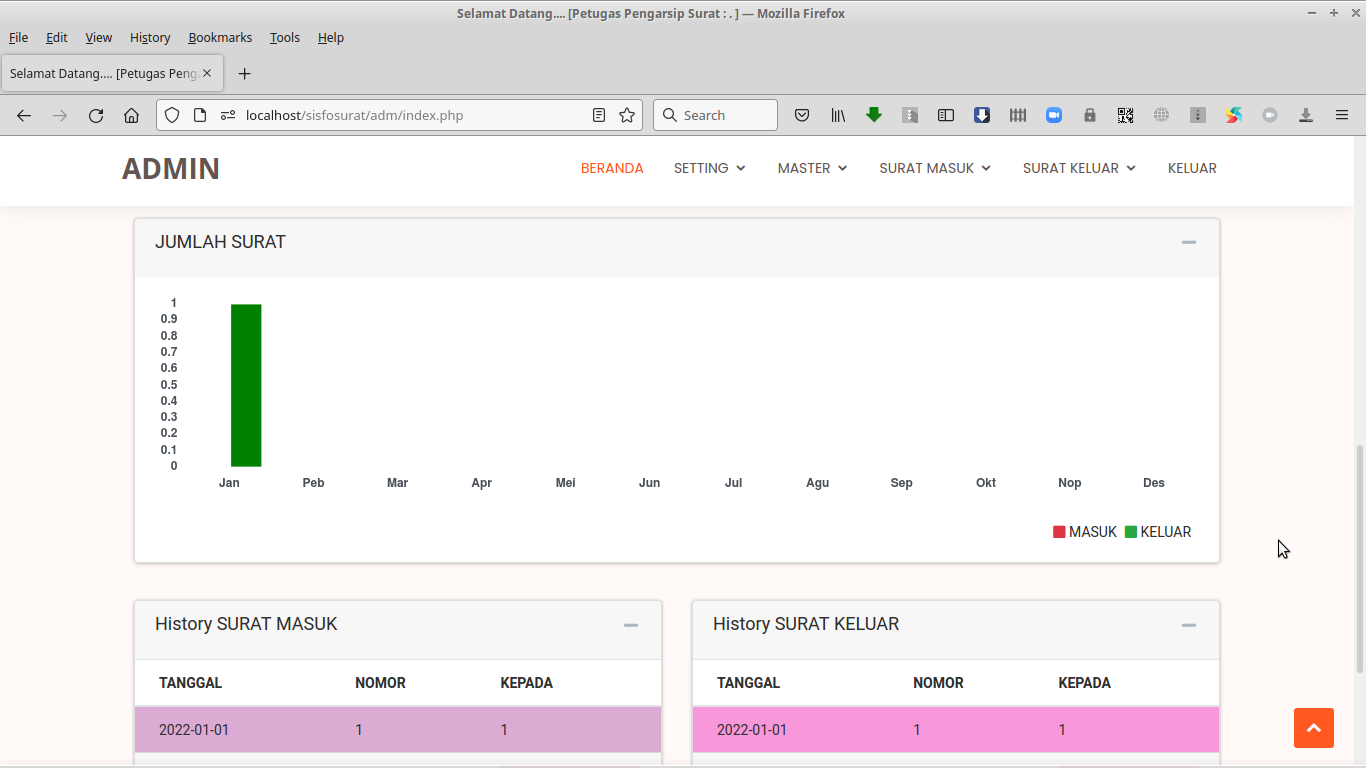 Selamat Datang.... [Petugas Pengarsip Surat : . ] — Mozilla Firefox
File Edit View History Bookmarks Tools Help
Selamat Datang.... [Petugas Peng
localhost/sisfosurat/adm/index.php Search
ADMIN BERANDA SETTING MASTER SURAT MASUK SURAT KELUAR KELUAR
JUMLAH SURAT
1
0.9
0.8
0.7
0.6
0.5
0.4
0.3
0.2
0.1
0
Jan Peb Mar Apr Mei Jun Jul Agu Sep Okt Nop Des
MASUK KELUAR
History SURAT MASUK
TANGGAL NOMOR KEPADA
2022-01-01 1 1
History SURAT KELUAR
TANGGAL NOMOR KEPADA
2022-01-01 1 1